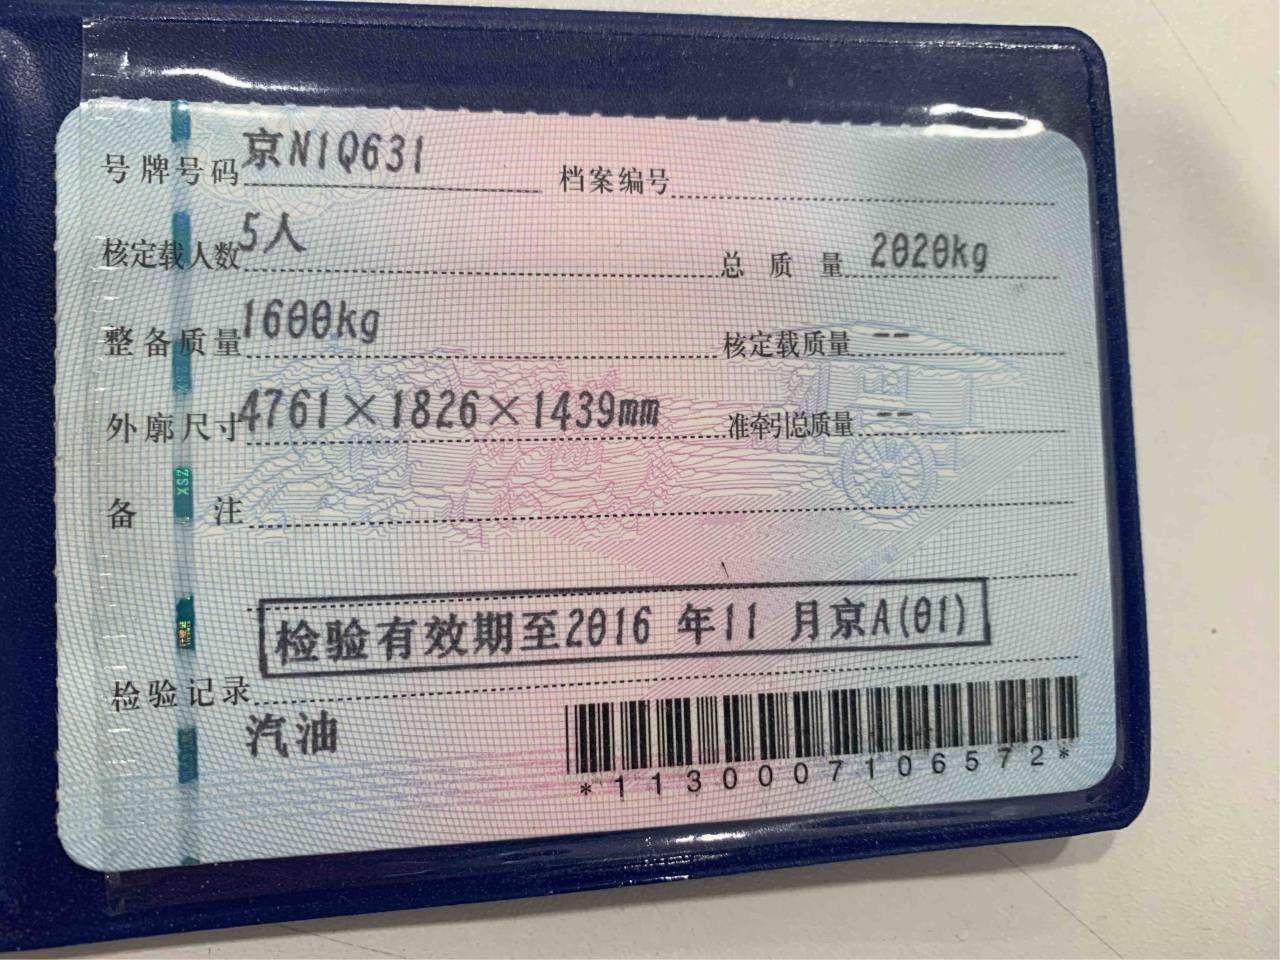 号牌号码 京N1Q631 档案编号
核定载人数 5人 总质量 2020kg
整备质量 1600kg 核定载质量 --
外廓尺寸 4761×1826×1439mm 准牵引总质量 --
备注
检验有效期至2016 年11 月京A(01)
检验记录
汽油
*1130007106572*
XSZ